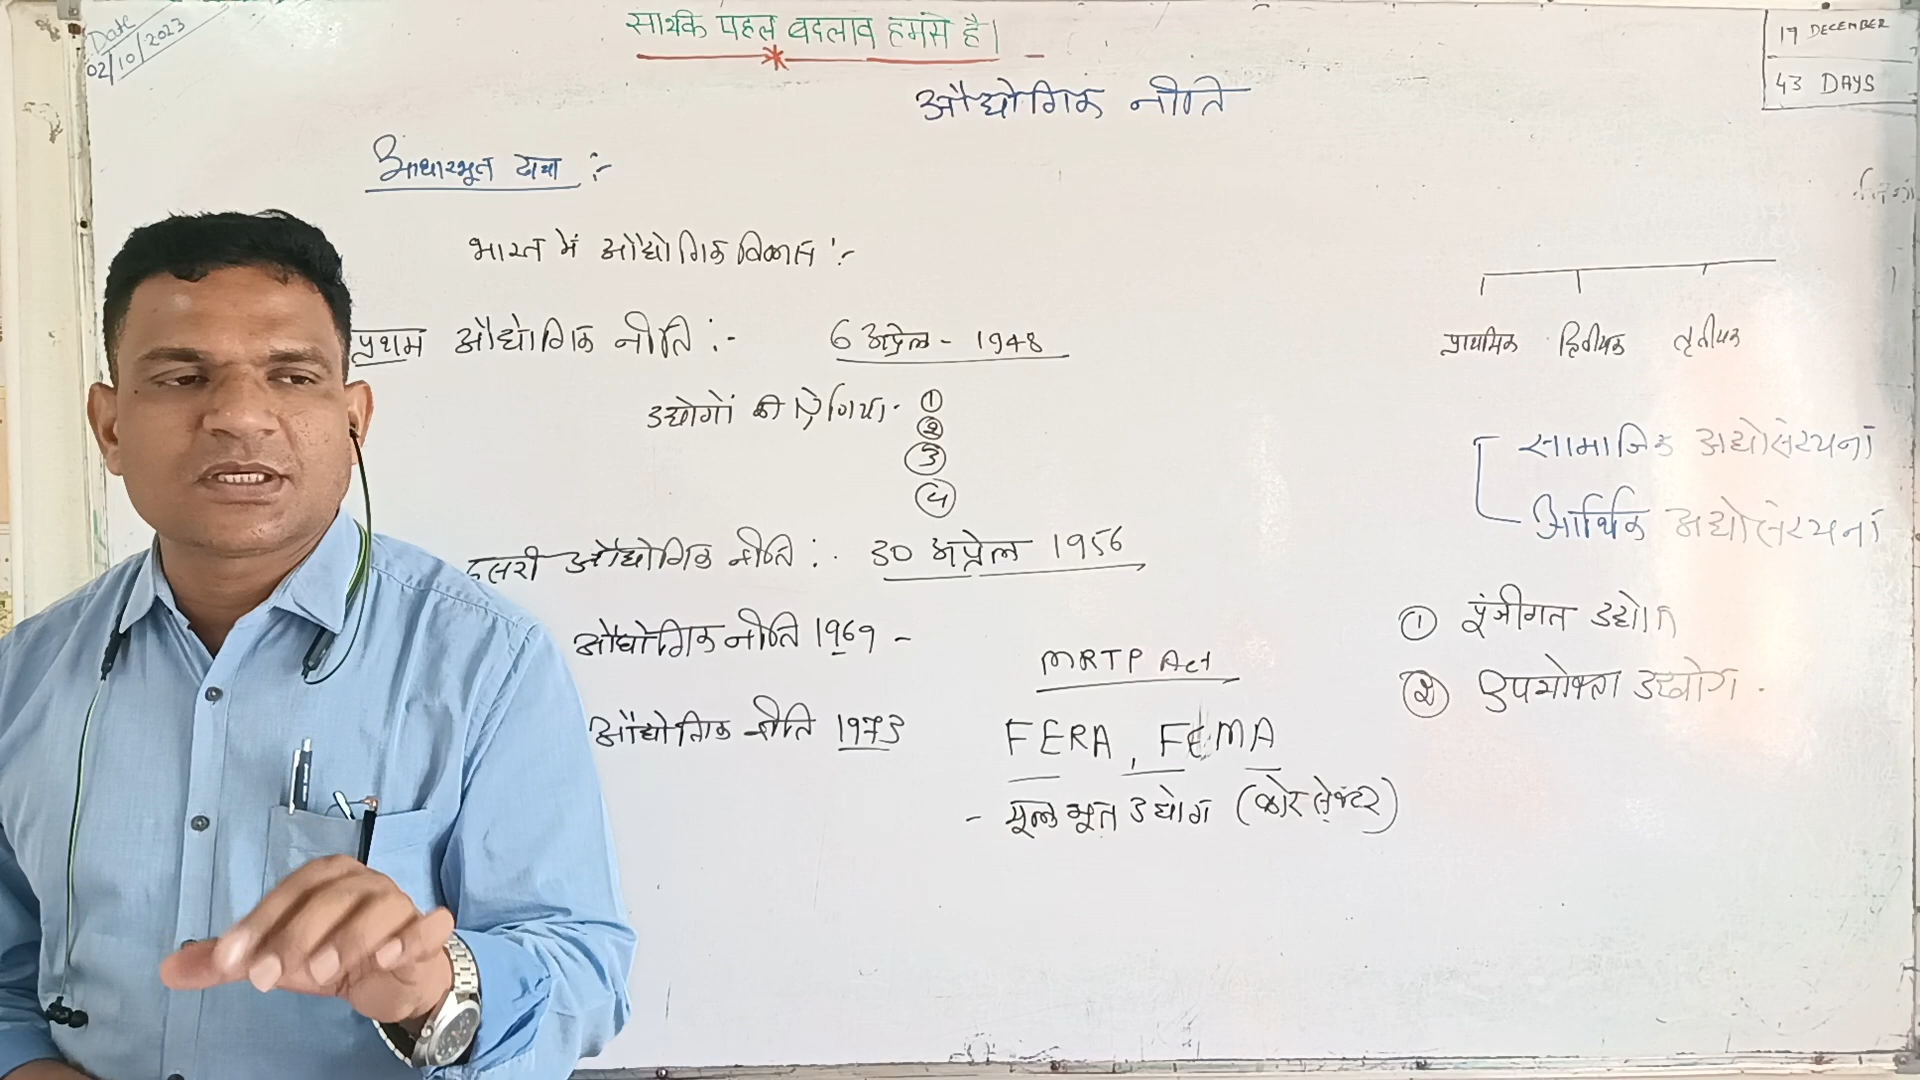 Date
02/10/2023
सार्थक पहल बदलाव हमसे है।
17 DECEMBER
43 DAYS
औद्योगिक नीति
आधारभूत ढाचा :-
भारत में औद्योगिक विकास :-
प्रथम औद्योगिक नीति :- 6 अप्रेल - 1948
उद्योगों की श्रेणिया.
①
②
③
④
दुसरी औद्योगिक नीति :. 30 अप्रेल 1956
औद्योगिक नीति 1969 -
MRTP Act
औद्योगिक नीति 1973
FERA, FEMA
- मूलभूत उद्योग (कोर सेक्टर)
प्राथमिक द्वितीयक तृतीयक
सामाजिक अद्योसंरचनां
आर्थिक अद्योसंरचनां
① पूंजीगत उद्योग
② उपभोक्ता उद्योग .